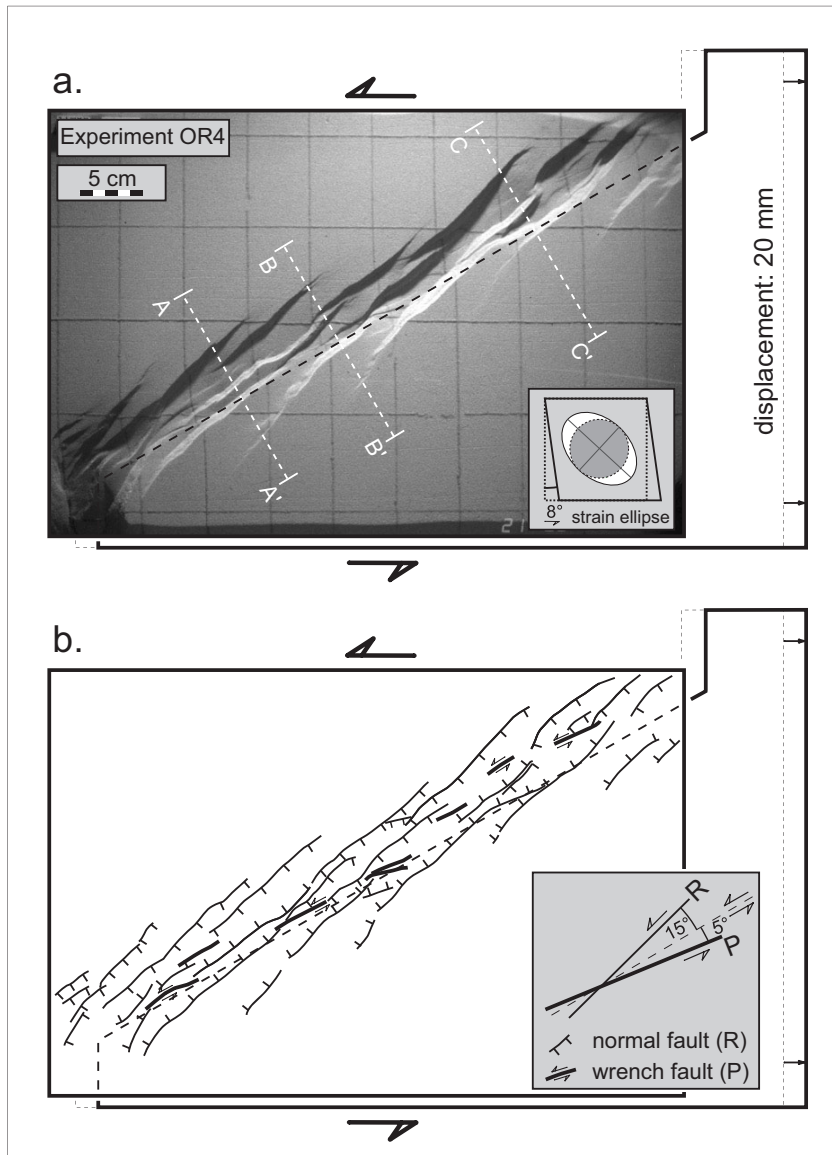 a.
Experiment OR4
5 cm
A
B
C
A'
B'
C'
8°
strain ellipse
displacement: 20 mm
b.
R
15°
5°
P
normal fault (R)
wrench fault (P)